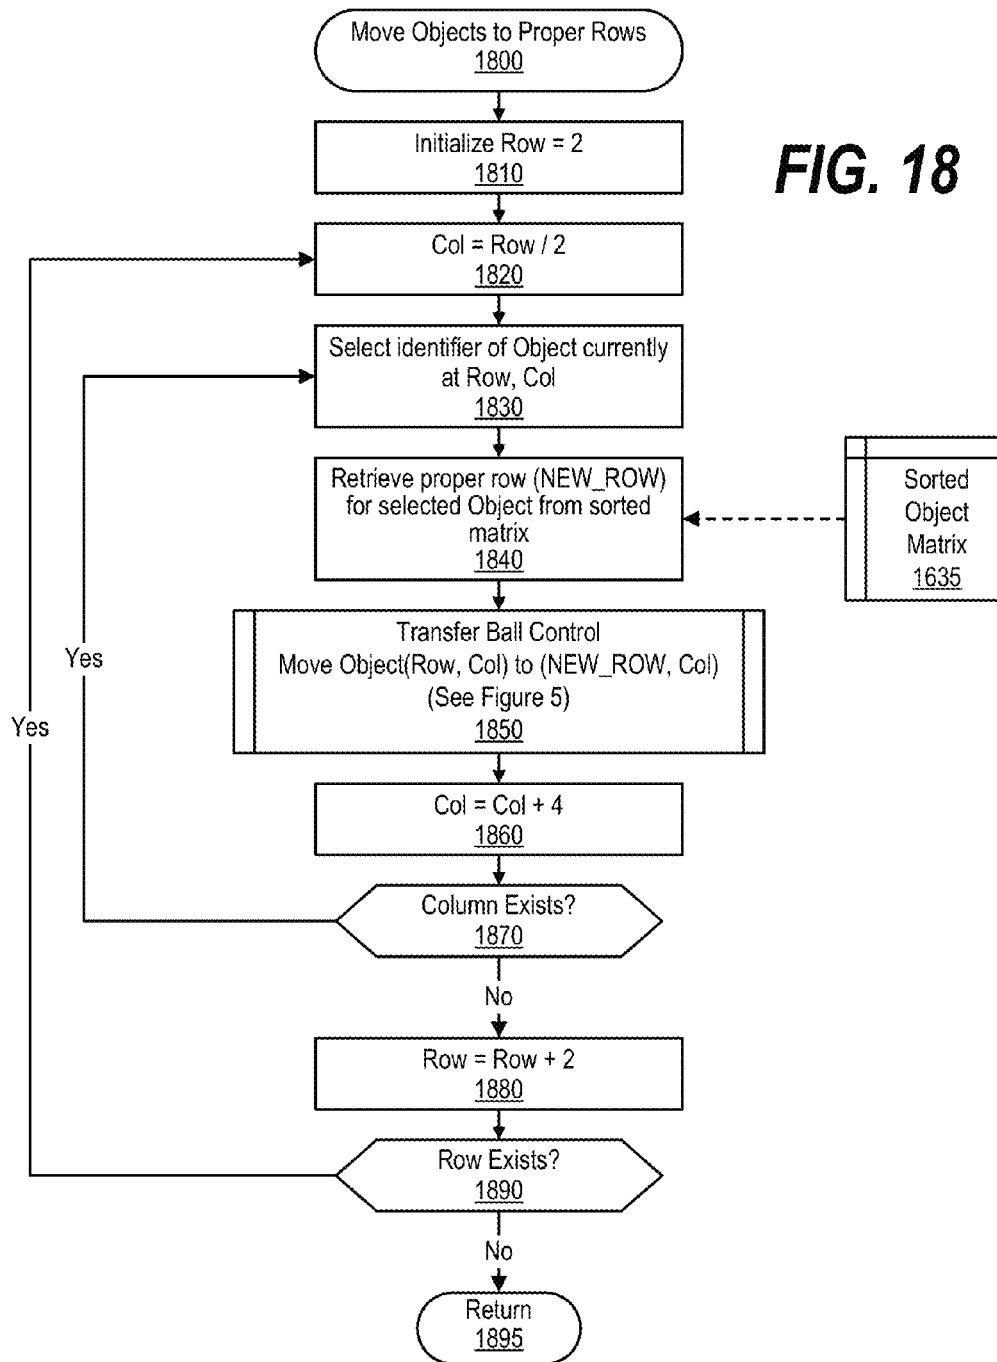 Move Objects to Proper Rows
1800
FIG. 18
Initialize Row = 2
1810
Col = Row / 2
1820
Select identifier of Object currently
at Row, Col
1830
Retrieve proper row (NEW_ROW)
for selected Object from sorted
matrix
1840
Sorted
Object
Matrix
1635
Transfer Ball Control
Move Object(Row, Col) to (NEW_ROW, Col)
(See Figure 5)
1850
Yes
Yes
Col = Col + 4
1860
Column Exists?
1870
No
Row = Row + 2
1880
Row Exists?
1890
No
Return
1895